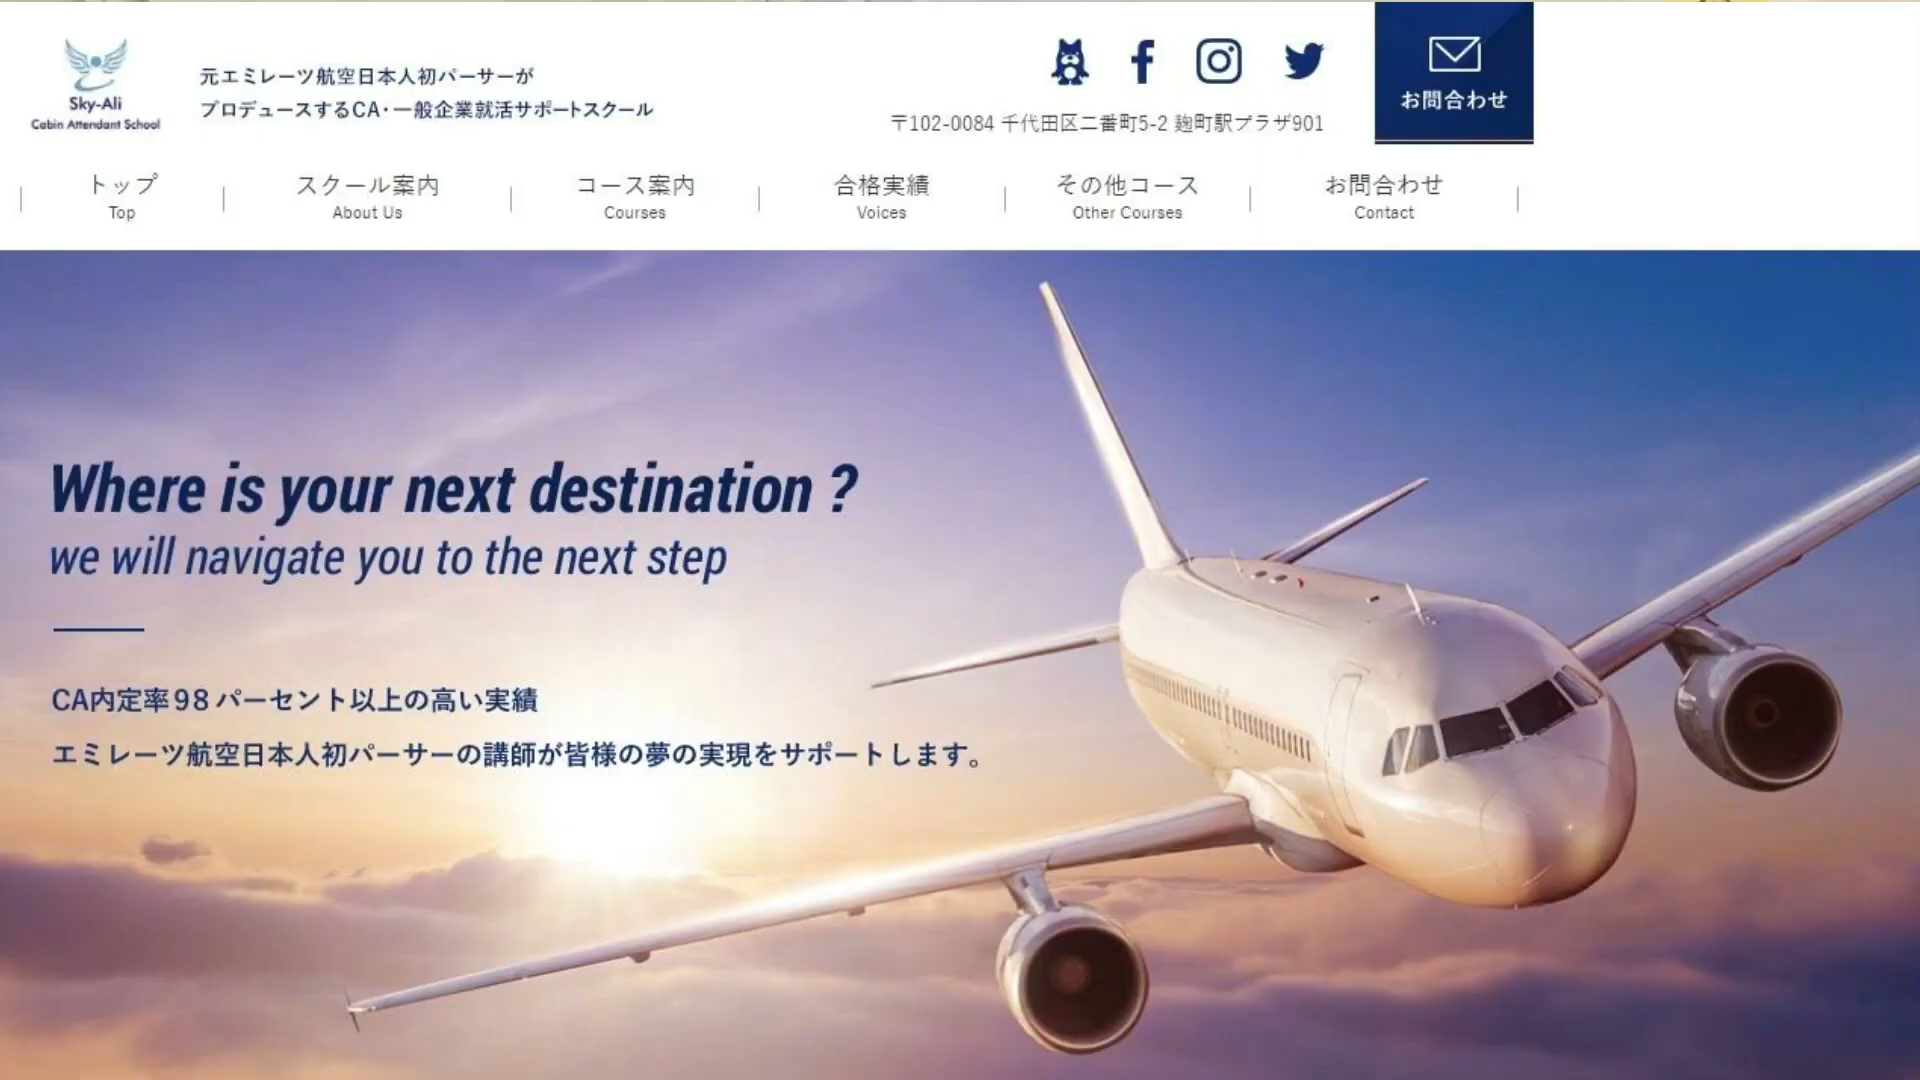 Sky-Ali
Cabin Attendant School
元エミレーツ航空日本人初パーサーが
プロデュースするCA・一般企業就活サポートスクール
〒102-0084 千代田区二番町5-2 麹町駅プラザ901
お問合わせ
トップ
Top
スクール案内
About Us
コース案内
Courses
合格実績
Voices
その他コース
Other Courses
お問合わせ
Contact
Where is your next destination ?
we will navigate you to the next step
CA内定率98パーセント以上の高い実績
エミレーツ航空日本人初パーサーの講師が皆様の夢の実現をサポートします。